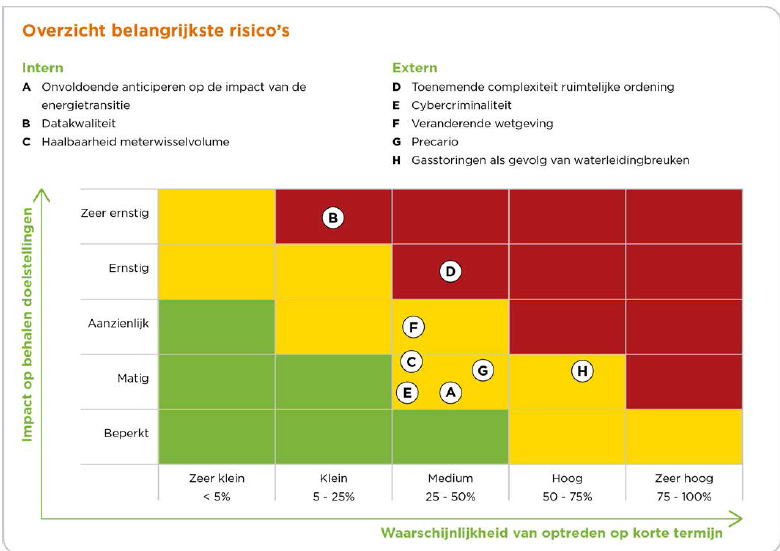 Overzicht belangrijkste risico's
Intern
A Onvoldoende anticiperen op de impact van de
energietransitie
B Datakwaliteit
C Haalbaarheid meterwisselvolume
Extern
D Toenemende complexiteit ruimtelijke ordening
E Cybercriminaliteit
F Veranderende wetgeving
G Precario
H Gasstoringen als gevolg van waterleidingbreuken
Impact op behalen doelstellingen
Zeer ernstig
B
Ernstig
D
Aanzienlijk
F
C
Matig
G
H
E
A
Beperkt
Zeer klein
Klein
Medium
Hoog
Zeer hoog
< 5%
5 - 25%
25 - 50%
50 - 75%
75 - 100%
Waarschijnlijkheid van optreden op korte termijn